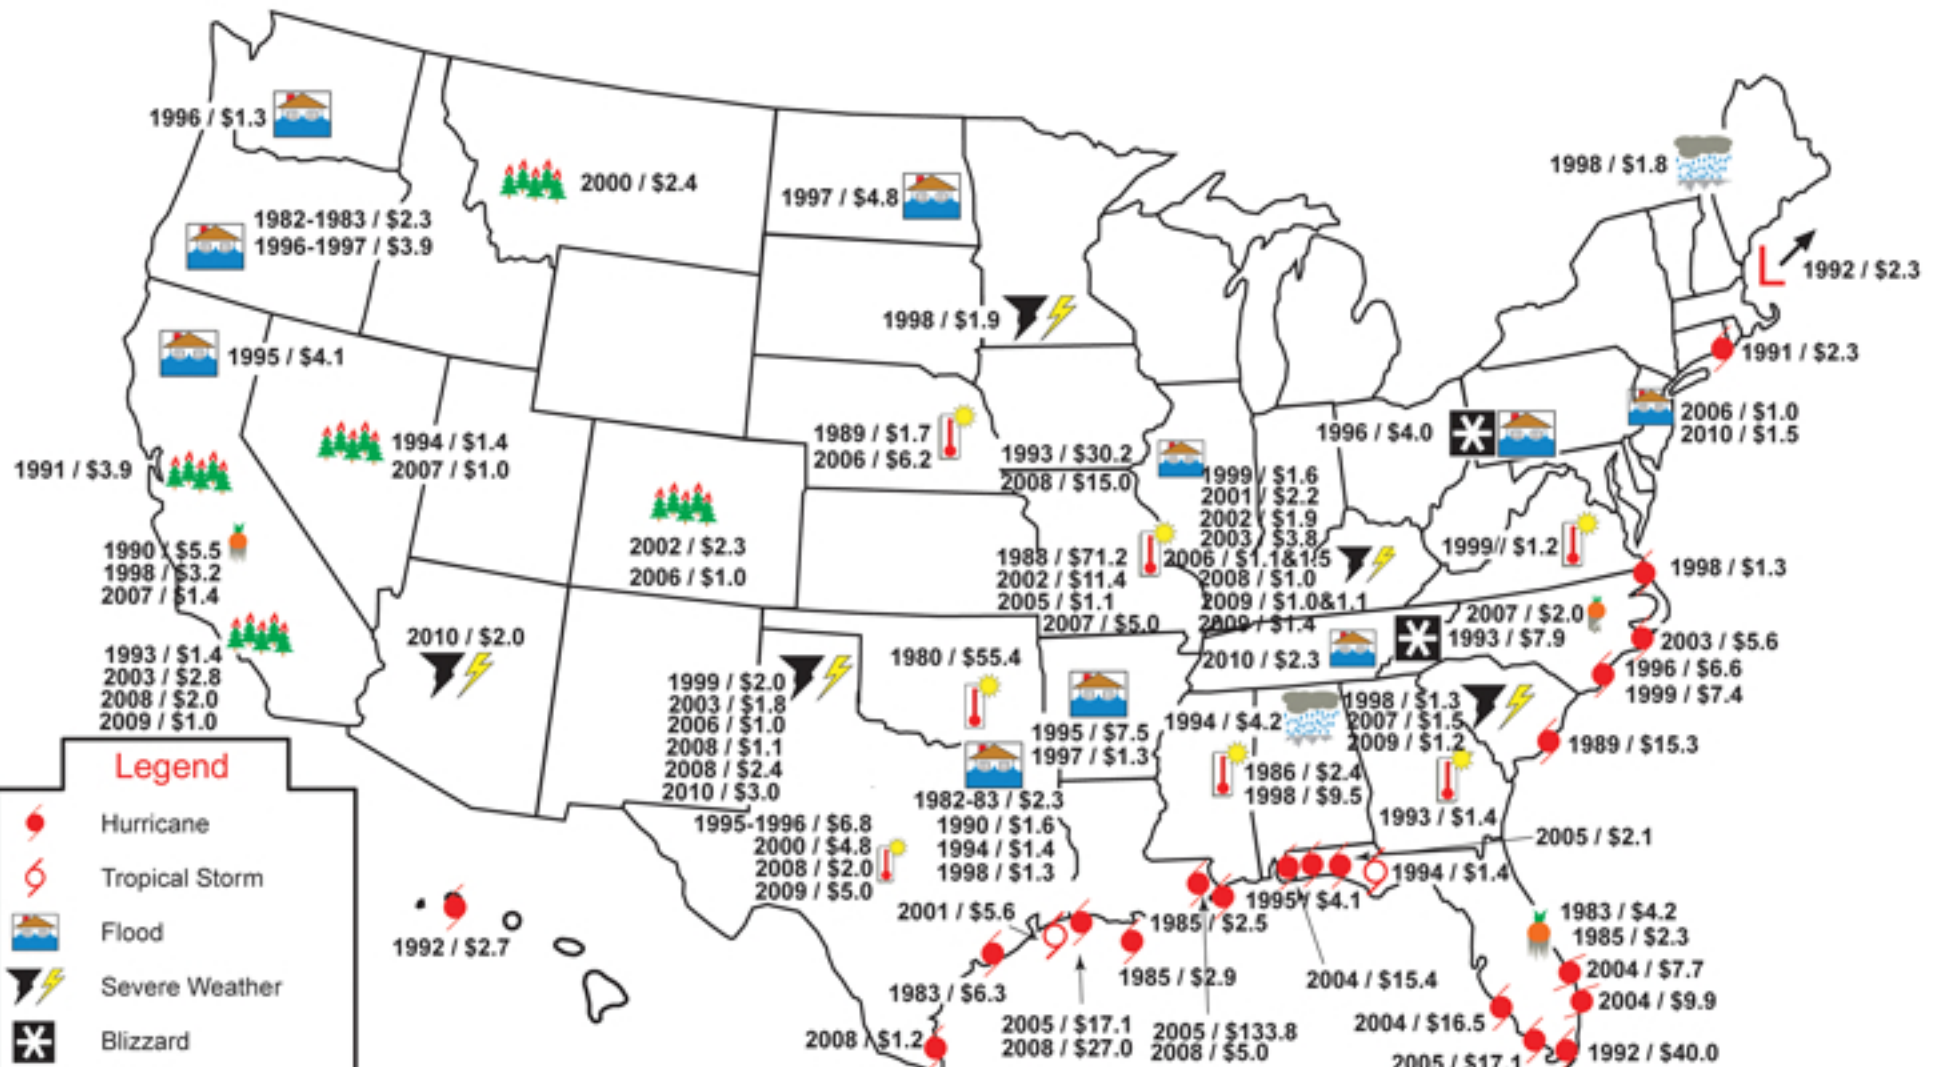 1996 / $1.3
1998 / $1.8
2000 / $2.4
1997 / $4.8
1982-1983 / $2.3
1996-1997 / $3.9
L
1992 / $2.3
1998 / $1.9
1995 / $4.1
1991 / $2.3
1994 / $1.4
2007 / $1.0
1989 / $1.7
2006 / $6.2
1996 / $4.0
2006 / $1.0
2010 / $1.5
1991 / $3.9
1993 / $30.2
2008 / $15.0
1999 / $1.6
2001 / $2.2
2002 / $1.9
2003 / $3.8
2006 / $1.1&1.5
2008 / $1.0
2009 / $1.0&1.1
2009 / $1.4
1990 / $5.5
1998 / $3.2
2007 / $1.4
2002 / $2.3
2006 / $1.0
1988 / $71.2
2002 / $11.4
2005 / $1.1
2007 / $5.0
1999// $1.2
1998 / $1.3
2007 / $2.0
1993 / $7.9
2003 / $5.6
1996 / $6.6
1999 / $7.4
2010 / $2.0
1993 / $1.4
2003 / $2.8
2008 / $2.0
2009 / $1.0
1999 / $2.0
2003 / $1.8
2006 / $1.0
2008 / $1.1
2008 / $2.4
2010 / $3.0
1980 / $55.4
2010 / $2.3
1995 / $7.5
1997 / $1.3
1994 / $4.2
1998 / $1.3
2007 / $1.5
2009 / $1.2
1989 / $15.3
1986 / $2.4
1998 / $9.5
1993 / $1.4
1982-83 / $2.3
1990 / $1.6
1994 / $1.4
1998 / $1.3
1995-1996 / $6.8
2000 / $4.8
2008 / $2.0
2009 / $5.0
2005 / $2.1
1994 / $1.4
1995 / $4.1
2001 / $5.6
1985 / $2.5
1983 / $4.2
1985 / $2.3
1992 / $2.7
1985 / $2.9
2004 / $15.4
2004 / $7.7
2004 / $9.9
1983 / $6.3
2005 / $17.1
2008 / $27.0
2005 / $133.8
2008 / $5.0
2004 / $16.5
2008 / $1.2
2005 / $17.1
1992 / $40.0
Legend
Hurricane
Tropical Storm
Flood
Severe Weather
Blizzard